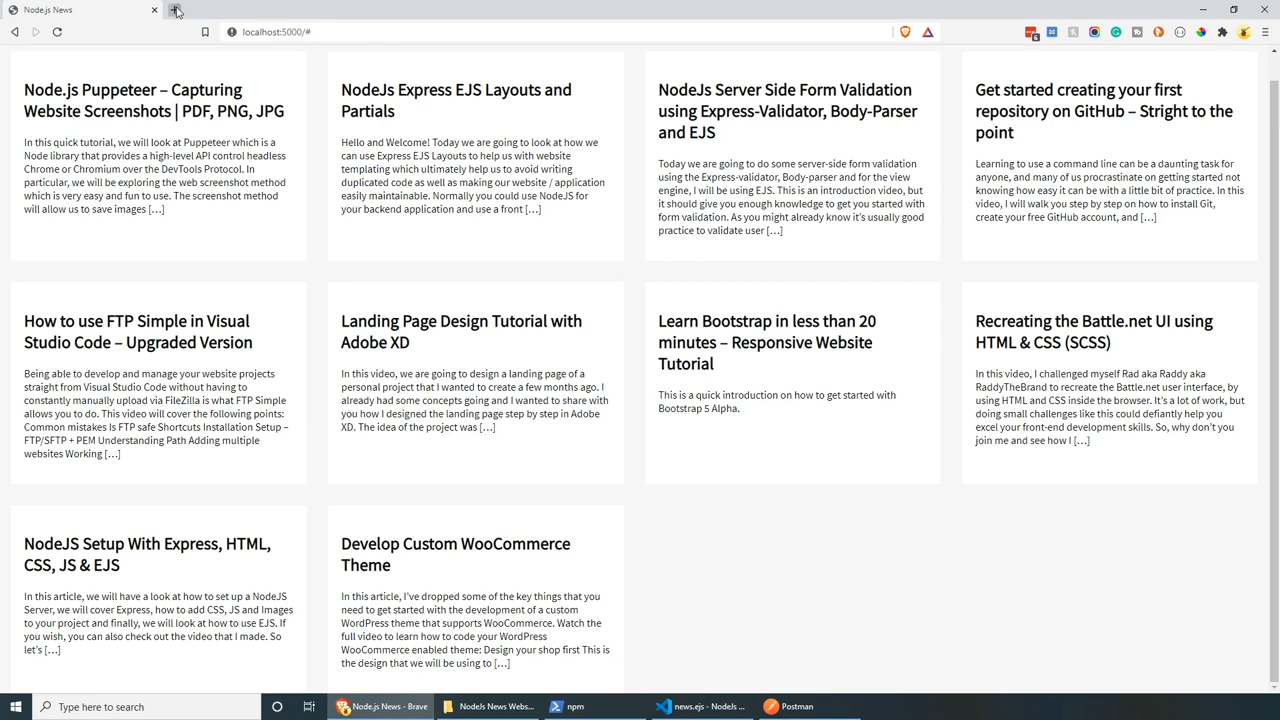 Node.js News
localhost:5000/#
6
Node.js Puppeteer – Capturing
Website Screenshots | PDF, PNG, JPG
In this quick tutorial, we will look at Puppeteer which is a
Node library that provides a high-level API control headless
Chrome or Chromium over the DevTools Protocol. In
particular, we will be exploring the web screenshot method
which is very easy and fun to use. The screenshot method
will allow us to save images […]
NodeJs Express EJS Layouts and
Partials
Hello and Welcome! Today we are going to look at how we
can use Express EJS Layouts to help us with website
templating which ultimately help us to avoid writing
duplicated code as well as making our website / application
easily maintainable. Normally you could use NodeJS for
your backend application and use a front […]
NodeJs Server Side Form Validation
using Express-Validator, Body-Parser
and EJS
Today we are going to do some server-side form validation
using the Express-validator, Body-parser and for the view
engine, I will be using EJS. This is an introduction video, but
it should give you enough knowledge to get you started with
form validation. As you might already know it’s usually good
practice to validate user […]
Get started creating your first
repository on GitHub – Stright to the
point
Learning to use a command line can be a daunting task for
anyone, and many of us procrastinate on getting started not
knowing how easy it can be with a little bit of practice. In this
video, I will walk you step by step on how to install Git,
create your free GitHub account, and […]
How to use FTP Simple in Visual
Studio Code – Upgraded Version
Being able to develop and manage your website projects
straight from Visual Studio Code without having to
constantly manually upload via FileZilla is what FTP Simple
allows you to do. This video will cover the following points:
Common mistakes Is FTP safe Shortcuts Installation Setup –
FTP/SFTP + PEM Understanding Path Adding multiple
websites Working […]
Landing Page Design Tutorial with
Adobe XD
In this video, we are going to design a landing page of a
personal project that I wanted to create a few months ago. I
already had some concepts going and I wanted to share with
you how I designed the landing page step by step in Adobe
XD. The idea of the project was […]
Learn Bootstrap in less than 20
minutes – Responsive Website
Tutorial
This is a quick introduction on how to get started with
Bootstrap 5 Alpha.
Recreating the Battle.net UI using
HTML & CSS (SCSS)
In this video, I challenged myself Rad aka Raddy aka
RaddyTheBrand to recreate the Battle.net user interface, by
using HTML and CSS inside the browser. It’s a lot of work, but
doing small challenges like this could defiantly help you
excel your front-end development skills. So, why don’t you
join me and see how I […]
NodeJS Setup With Express, HTML,
CSS, JS & EJS
In this article, we will have a look at how to set up a NodeJS
Server, we will cover Express, how to add CSS, JS and Images
to your project and finally, we will look at how to use EJS. If
you wish, you can also check out the video that I made. So
let’s […]
Develop Custom WooCommerce
Theme
In this article, I’ve dropped some of the key things that you
need to get started with the development of a custom
WordPress theme that supports WooCommerce. Watch the
full video to learn how to code your WordPress
WooCommerce enabled theme: Design your shop first This is
the design that we will be using to […]
Type here to search
Node.js News - Brave
NodeJs News Webs...
npm
news.ejs - NodeJs ...
Postman